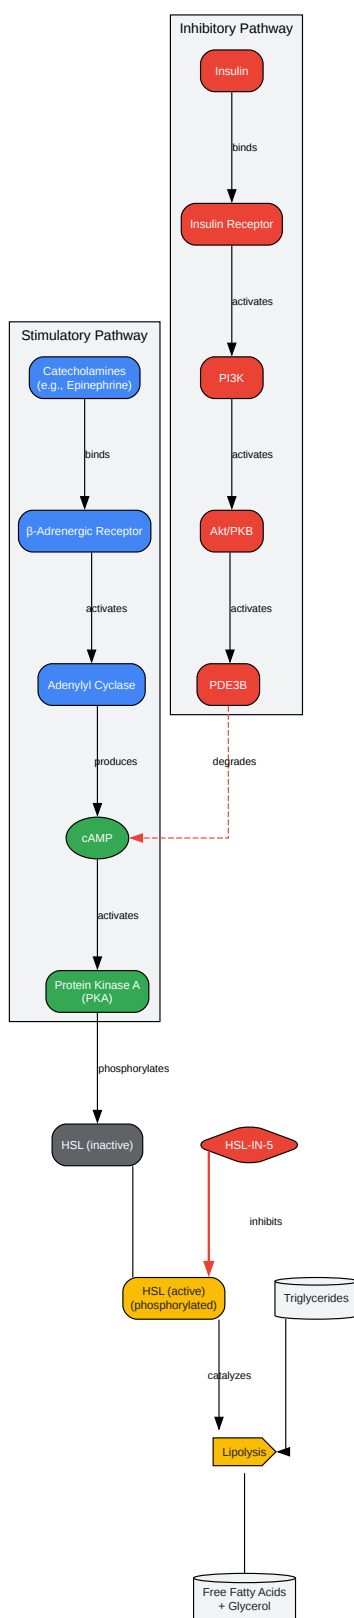 Inhibitory Pathway
Insulin
binds
Insulin Receptor
activates
Stimulatory Pathway
Catecholamines
(e.g., Epinephrine)
PI3K
binds
activates
β-Adrenergic Receptor
Akt/PKB
activates
activates
Adenylyl Cyclase
PDE3B
produces
degrades
cAMP
activates
Protein Kinase A
(PKA)
phosphorylates
HSL (inactive)
HSL-IN-5
inhibits
HSL (active)
(phosphorylated)
Triglycerides
catalyzes
Lipolysis
Free Fatty Acids
+ Glycerol